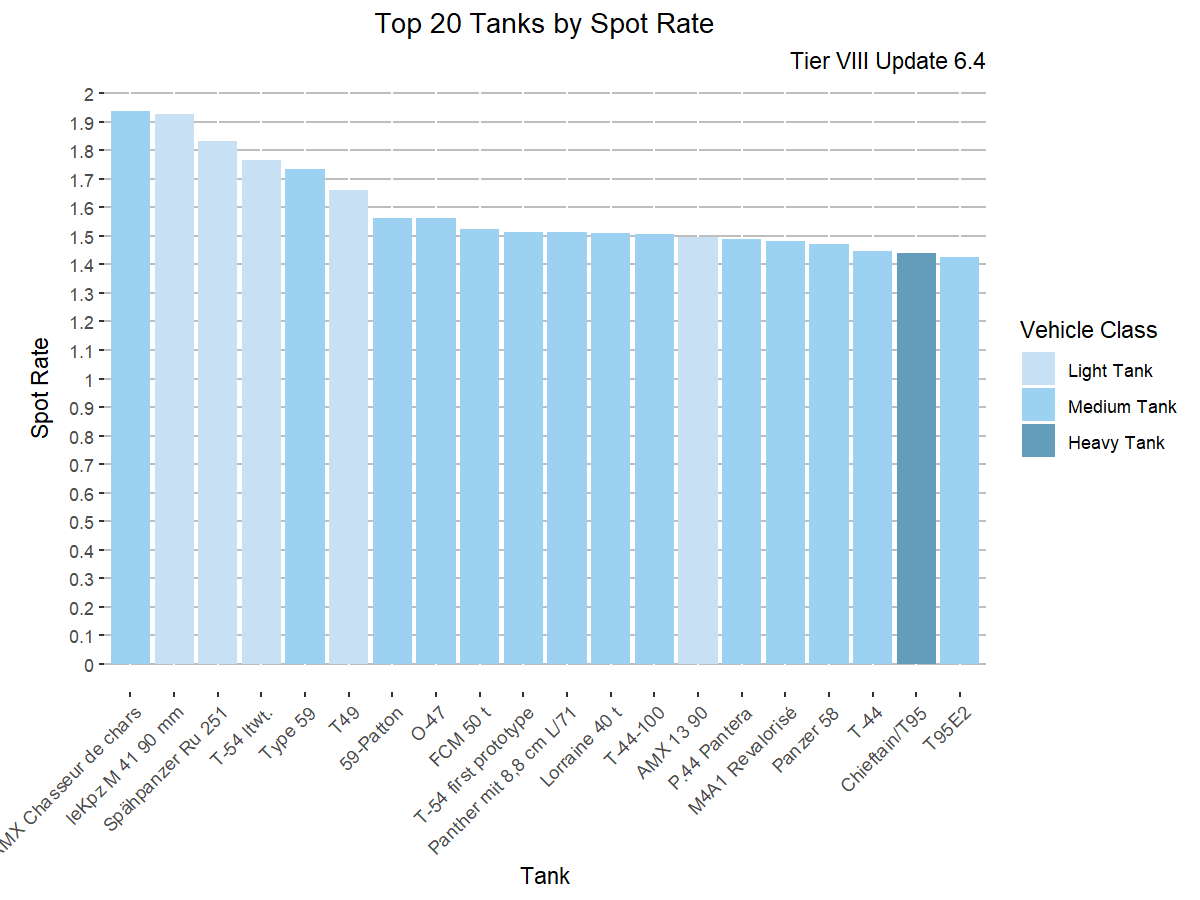 Top 20 Tanks by Spot Rate
Tier VIII Update 6.4
Spot Rate
2
1.9
1.8
1.7
1.6
1.5
1.4
1.3
1.2
1.1
1
0.9
0.8
0.7
0.6
0.5
0.4
0.3
0.2
0.1
0
MX Chasseur de chars
leKpz M 41 90 mm
Spähpanzer Ru 251
T-54 ltwt.
Type 59
T49
59-Patton
O-47
FCM 50 t
T-54 first prototype
Panther mit 8,8 cm L/71
Lorraine 40 t
T-44-100
AMX 13 90
P.44 Pantera
M4A1 Revalorisé
Panzer 58
T-44
Chieftain/T95
T95E2
Tank
Vehicle Class
Light Tank
Medium Tank
Heavy Tank